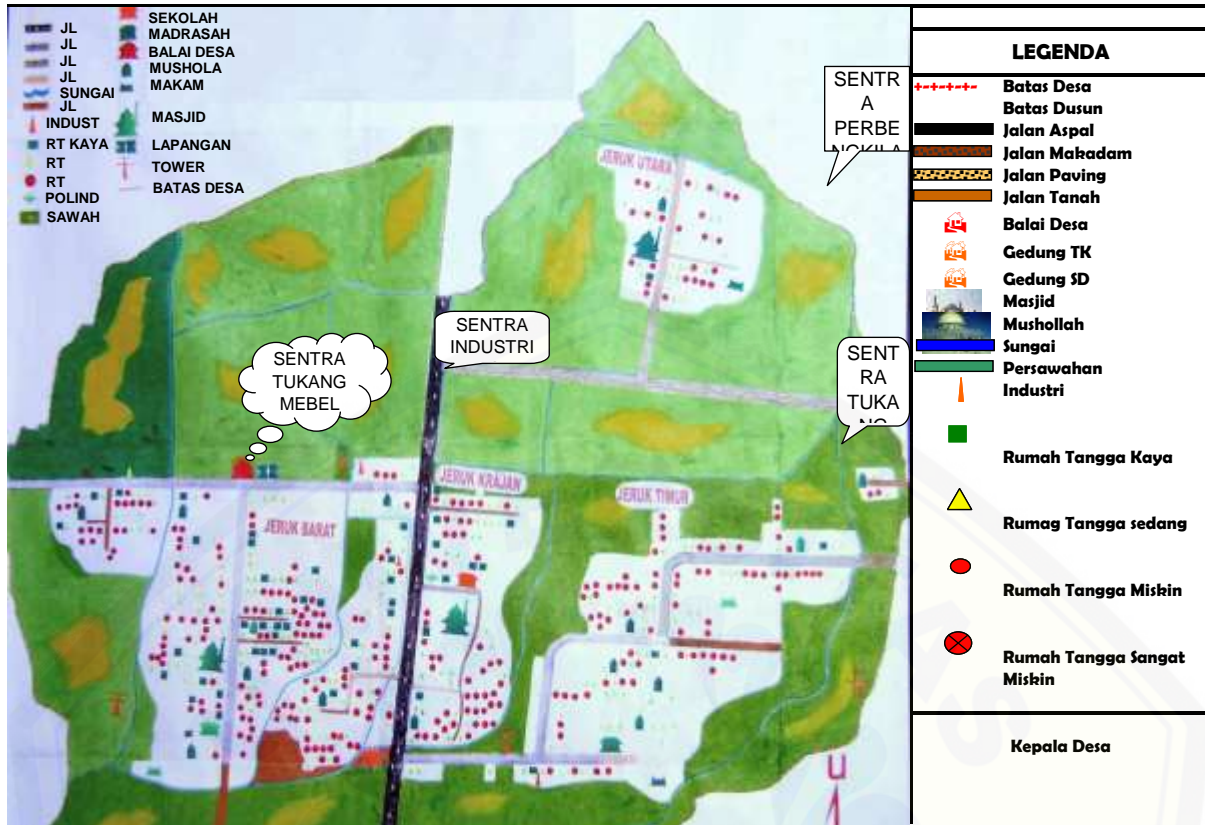 JL
JL
JL
JL
SUNGAI
JL
INDUST
RT KAYA
RT
RT
POLIND
SAWAH
SEKOLAH
MADRASAH
BALAI DESA
MUSHOLA
MAKAM
MASJID
LAPANGAN
TOWER
BATAS DESA
SENTR
A
PERBE
NGKILA
JERUK UTARA
SENTRA
INDUSTRI
SENTRA
TUKANG
MEBEL
SENT
RA
TUKA
NG
JERUK KRAJAN
JERUK TIMUR
JERUK BARAT
U
LEGENDA
Batas Desa
Batas Dusun
Jalan Aspal
Jalan Makadam
Jalan Paving
Jalan Tanah
Balai Desa
Gedung TK
Gedung SD
Masjid
Mushollah
Sungai
Persawahan
Industri
Rumah Tangga Kaya
Rumag Tangga sedang
Rumah Tangga Miskin
Rumah Tangga Sangat
Miskin
Kepala Desa
AS